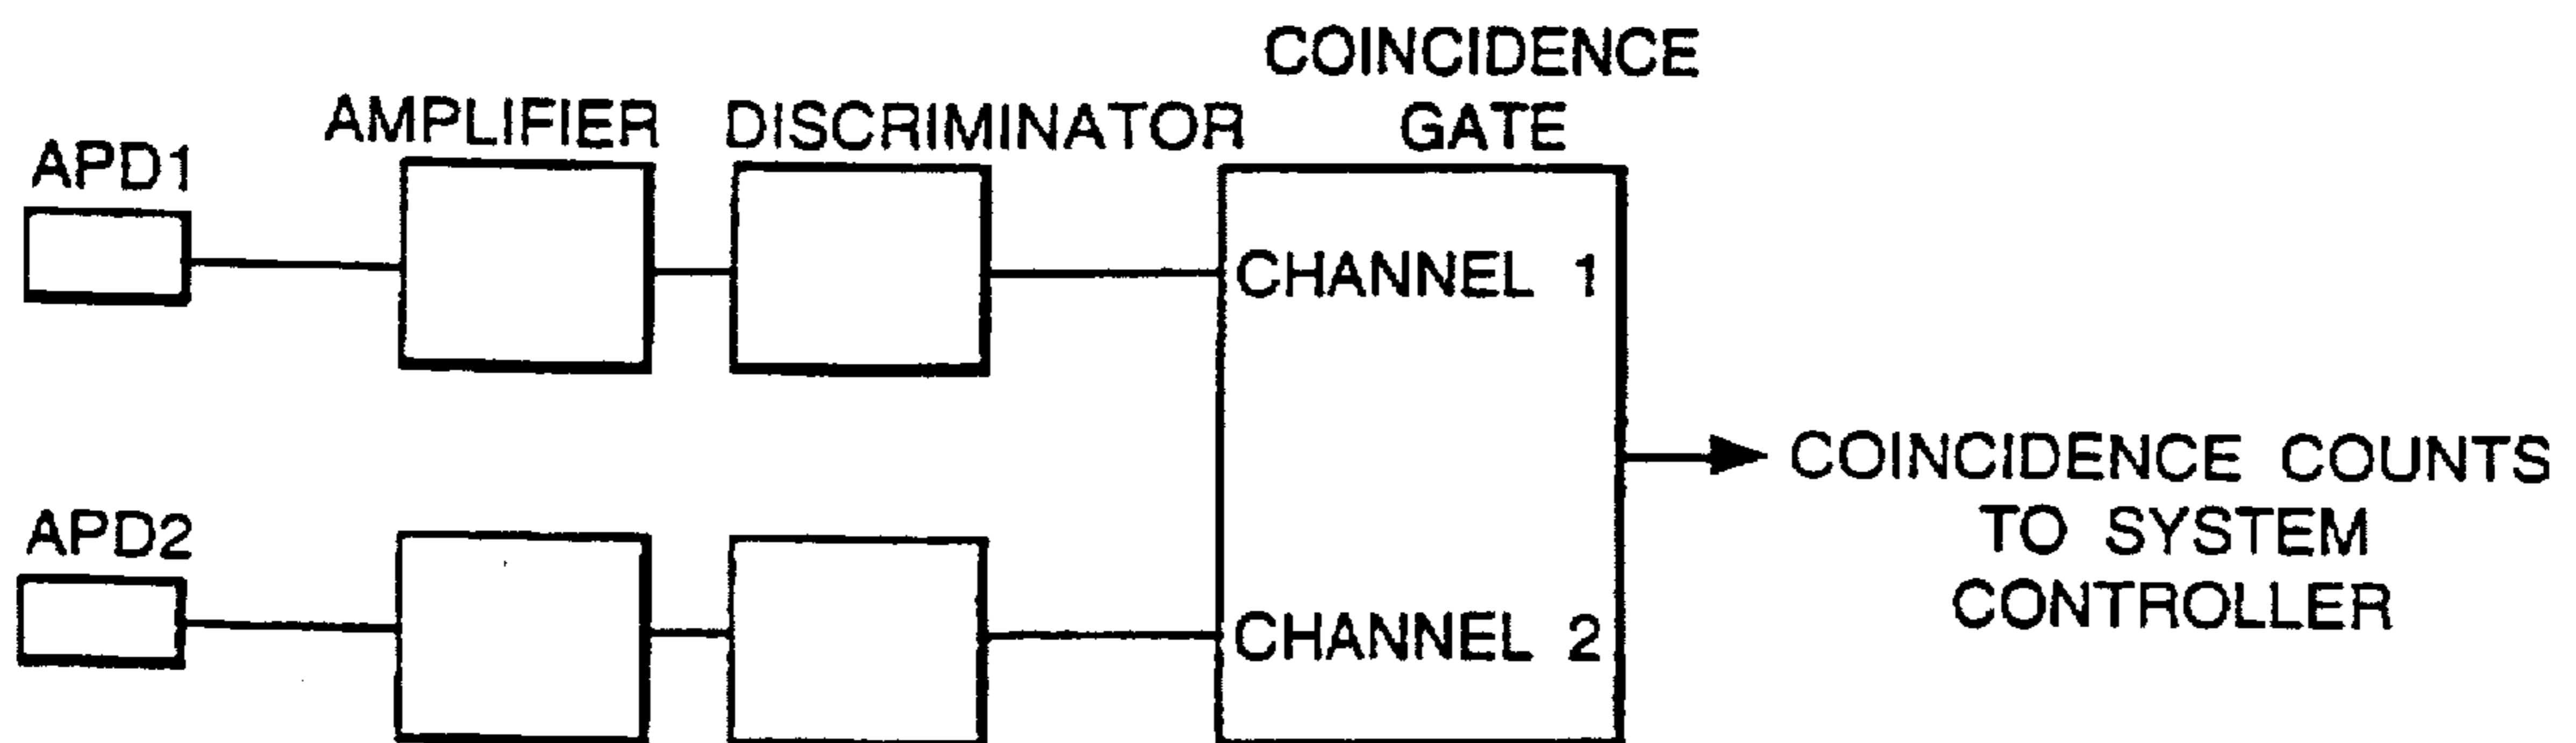 COINCIDENCE
GATE
AMPLIFIER
DISCRIMINATOR
APD1
CHANNEL 1
COINCIDENCE COUNTS
TO SYSTEM
CONTROLLER
APD2
CHANNEL 2